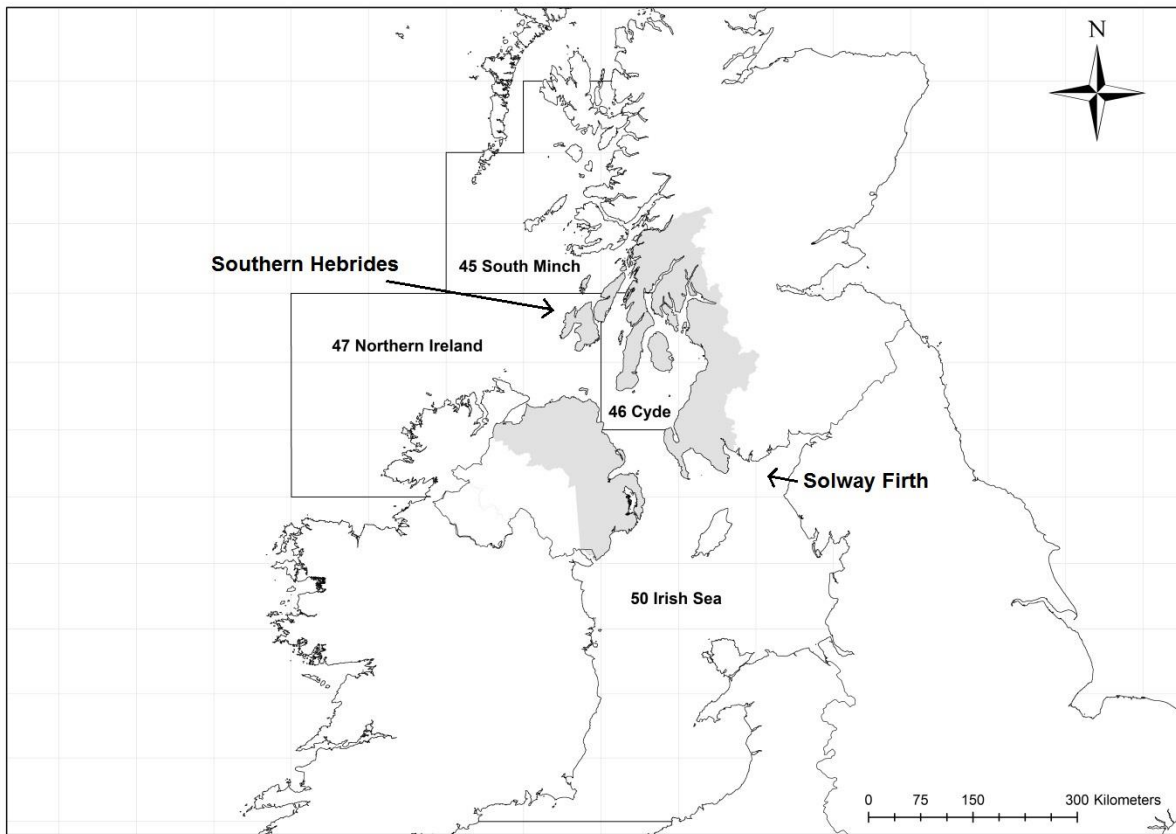 N
Southern Hebrides
45 South Minch
47 Northern Ireland
46 Cyde
Solway Firth
50 Irish Sea
0 75 150 300 Kilometers